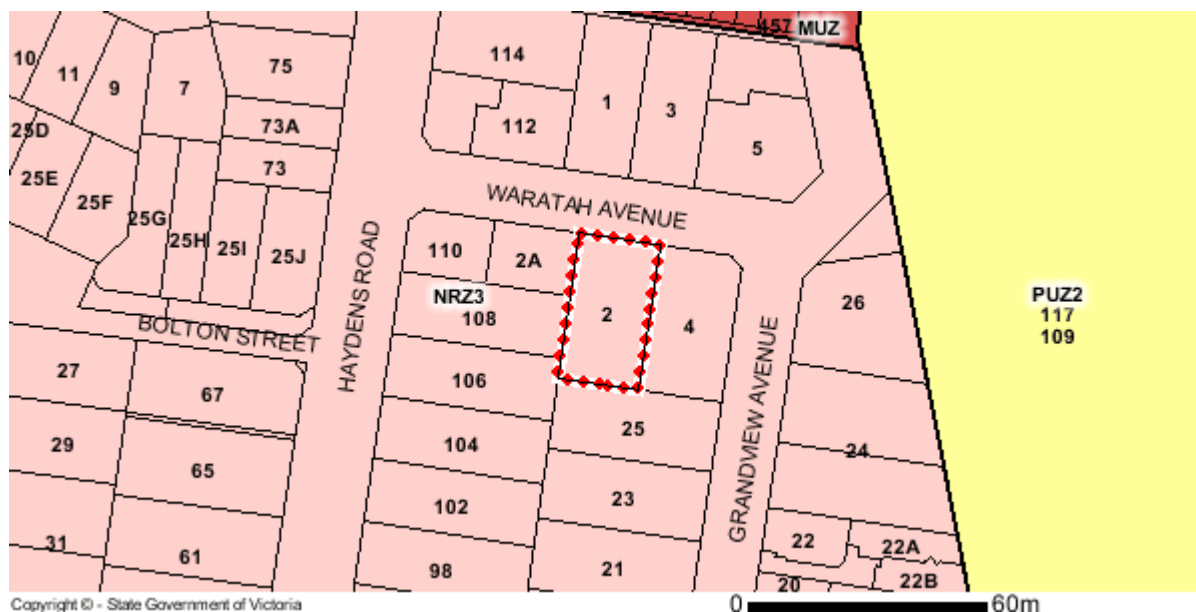 457 MUZ
114
75
10
11
9
7
1
3
112
73A
5
25D
73
25E
25F
WARATAH AVENUE
25G
25H
25I
25J
110
2A
HAYDENS ROAD
NRZ3
108
2
4
26
PUZ2
117
109
BOLTON STREET
GRANDVIEW AVENUE
27
67
106
25
29
65
104
24
23
102
31
61
98
21
22
22A
20
22B
Copyright © - State Government of Victoria
0 60m